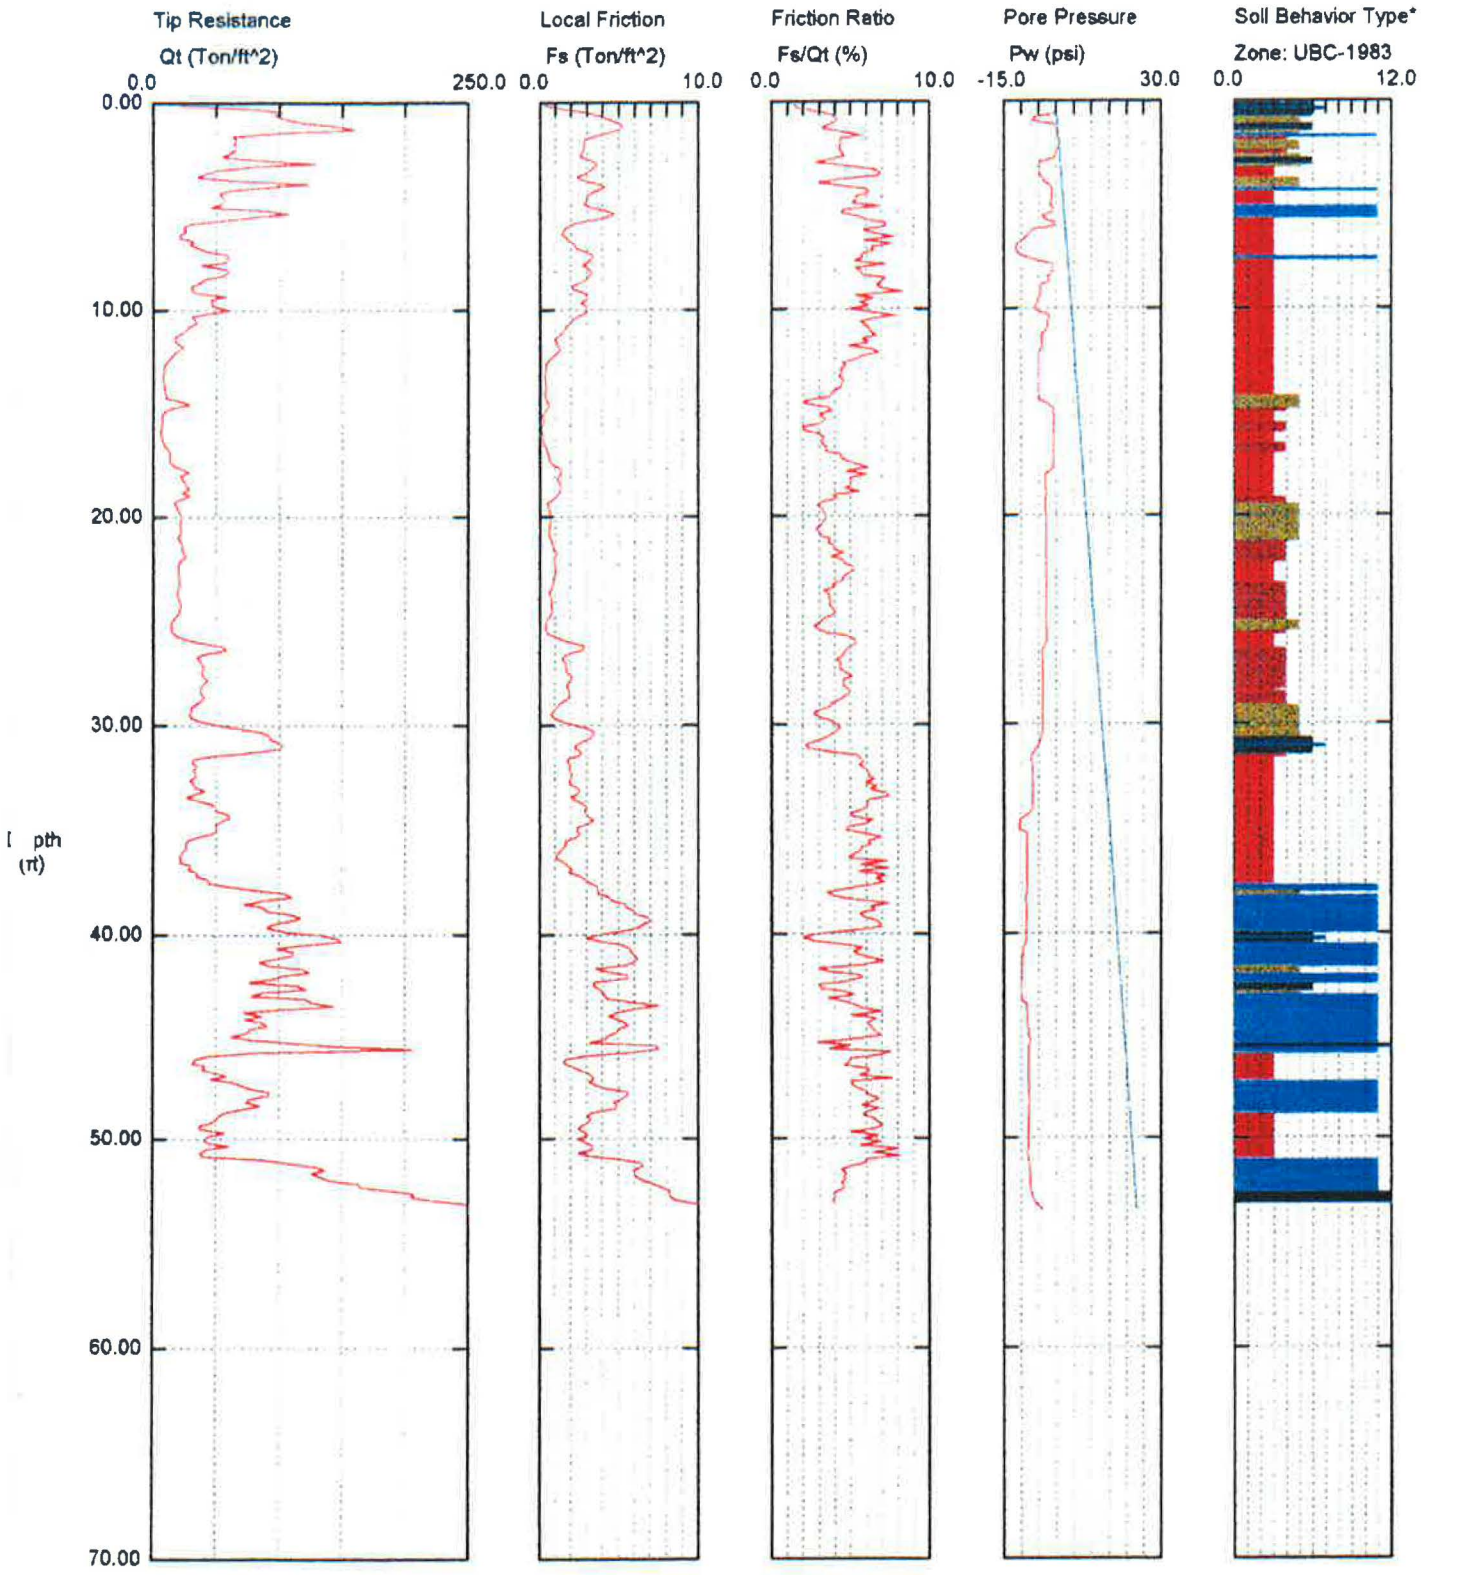 Tip Resistance Local Friction Friction Ratio Pore Pressure Soil Behavior Type*
Qt (Ton/ft^2) Fs (Ton/ft^2) Fs/Qt (%) Pw (psi) Zone: UBC-1983
0.0 250.0 0.0 10.0 0.0 10.0 -15.0 30.0 0.0 12.0
0.00
10.00
20.00
30.00
pth
40.00
50.00
60.00
70.00